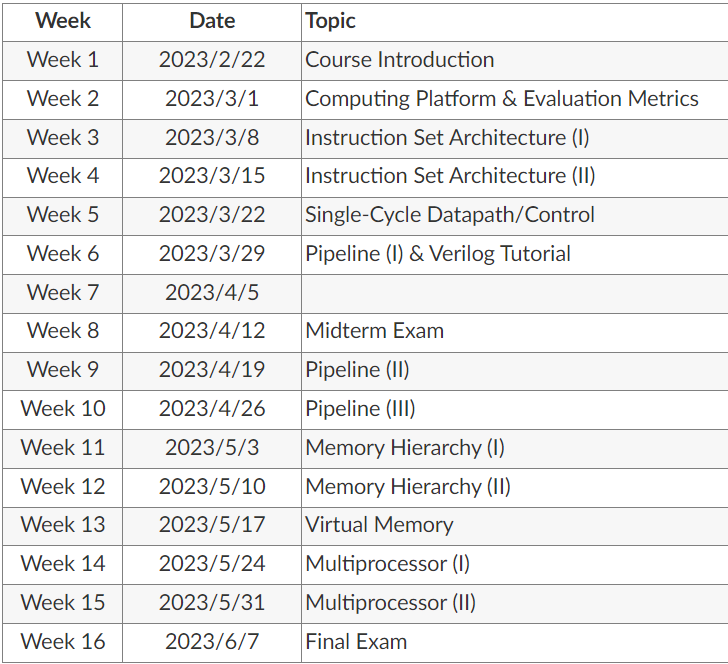 Week Date Topic
Week 1 2023/2/22 Course Introduction
Week 2 2023/3/1 Computing Platform & Evaluation Metrics
Week 3 2023/3/8 Instruction Set Architecture (I)
Week 4 2023/3/15 Instruction Set Architecture (II)
Week 5 2023/3/22 Single-Cycle Datapath/Control
Week 6 2023/3/29 Pipeline (I) & Verilog Tutorial
Week 7 2023/4/5
Week 8 2023/4/12 Midterm Exam
Week 9 2023/4/19 Pipeline (II)
Week 10 2023/4/26 Pipeline (III)
Week 11 2023/5/3 Memory Hierarchy (I)
Week 12 2023/5/10 Memory Hierarchy (II)
Week 13 2023/5/17 Virtual Memory
Week 14 2023/5/24 Multiprocessor (I)
Week 15 2023/5/31 Multiprocessor (II)
Week 16 2023/6/7 Final Exam